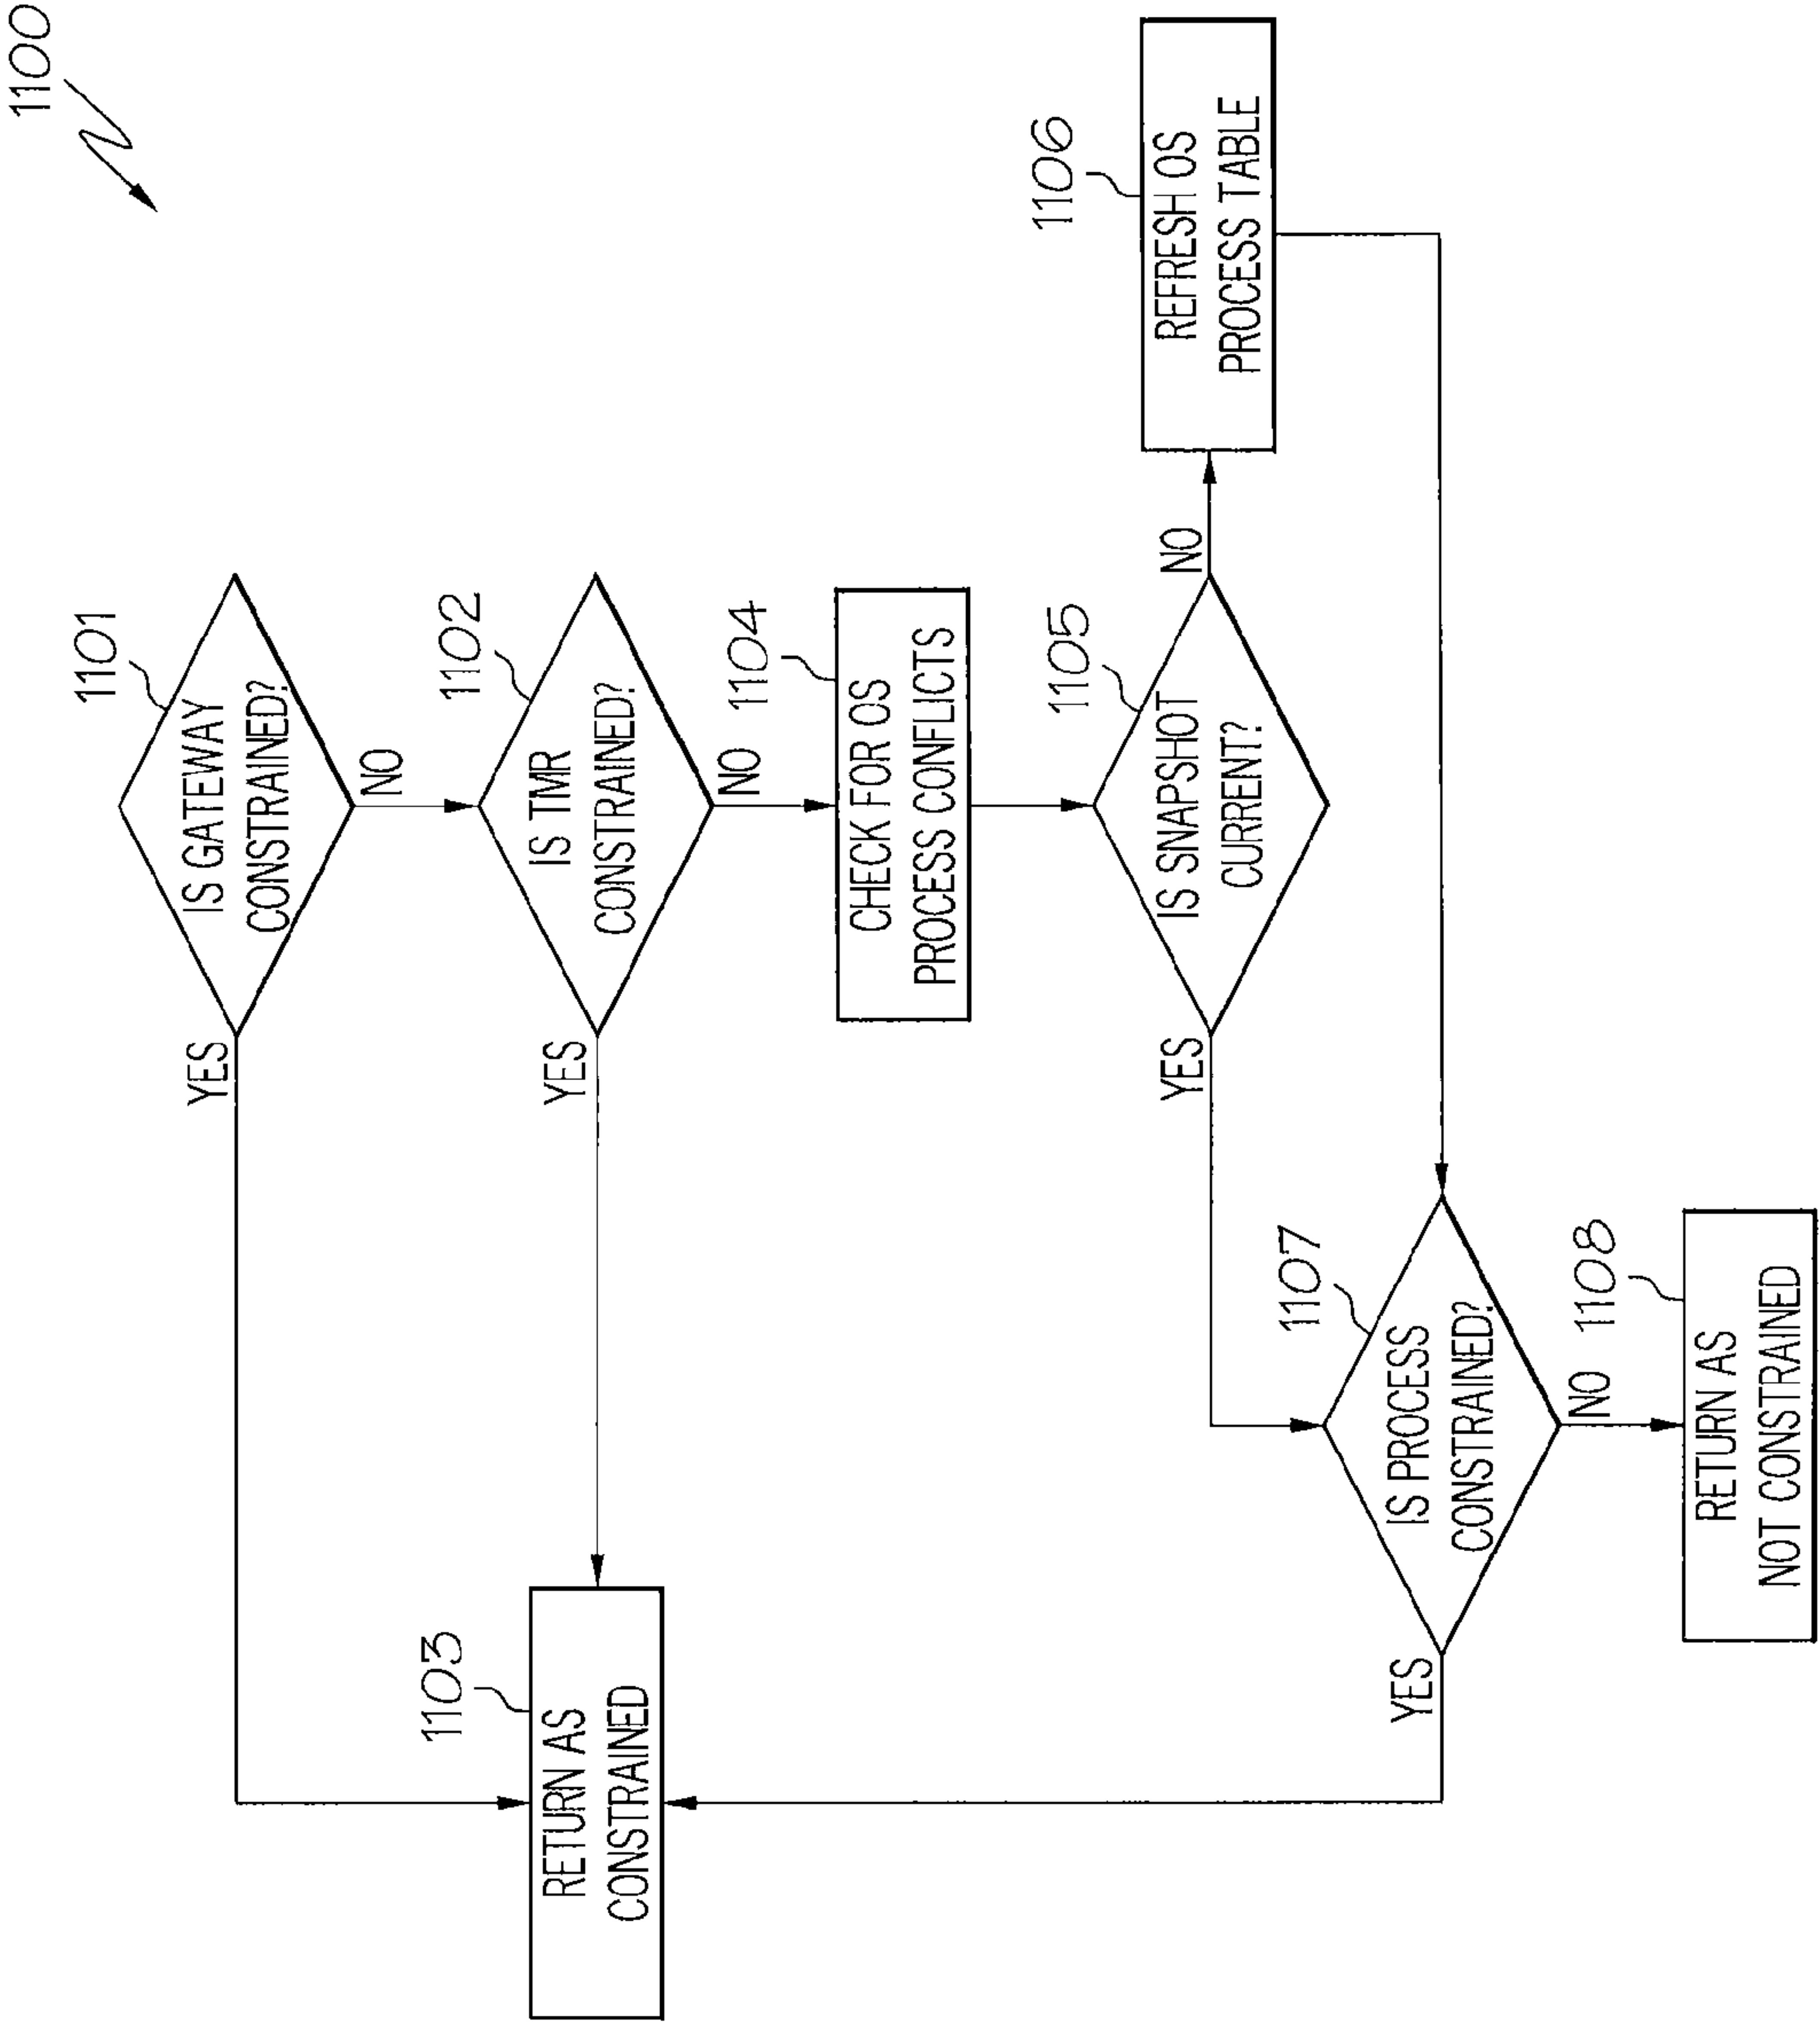 1100
1101
IS GATEWAY
CONSTRAINED?
YES
NO
1102
IS TMR
CONSTRAINED?
YES
NO
1103
RETURN AS
CONSTRAINED
1104
CHECK FOR OS
PROCESS CONFLICTS
1105
IS SNAPSHOT
CURRENT?
YES
NO
1106
REFRESH OS
PROCESS TABLE
1107
IS PROCESS
CONSTRAINED?
YES
NO
1108
RETURN AS
NOT CONSTRAINED